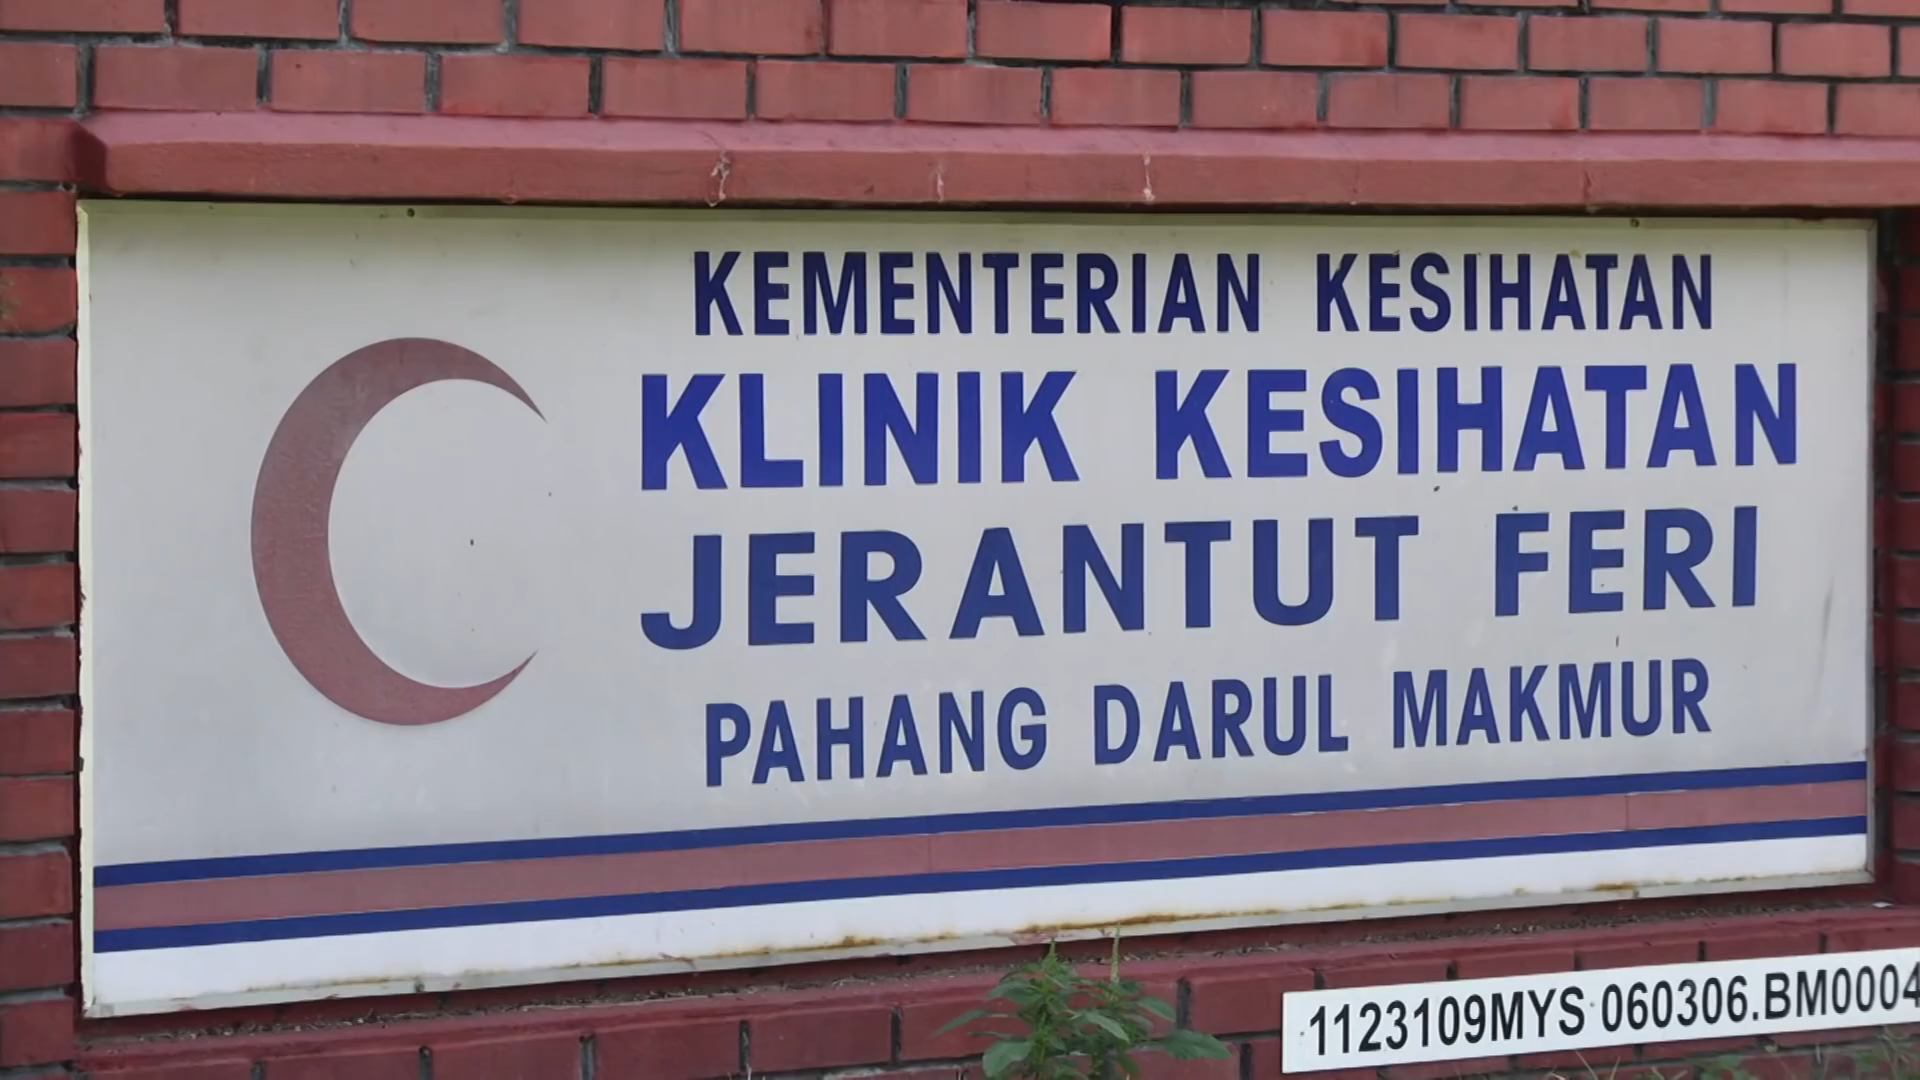 KEMENTERIAN KESIHATAN
KLINIK KESIHATAN
JERANTUT FERI
PAHANG DARUL MAKMUR
1123109MYS 060306.BM0004